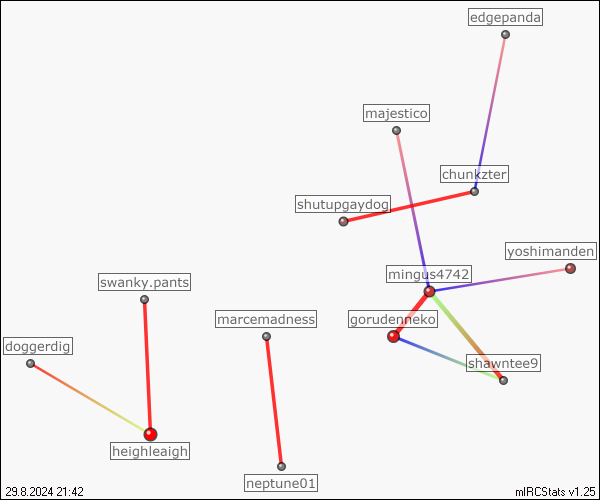 edgepanda
majestico
chunkzter
shutupgaydog
yoshimanden
mingus4742
swanky.pants
marcemadness
gorudenneko
doggerdig
shawntee9
heighleaigh
neptune01
29.8.2024 21:42
mIRCStats v1.25